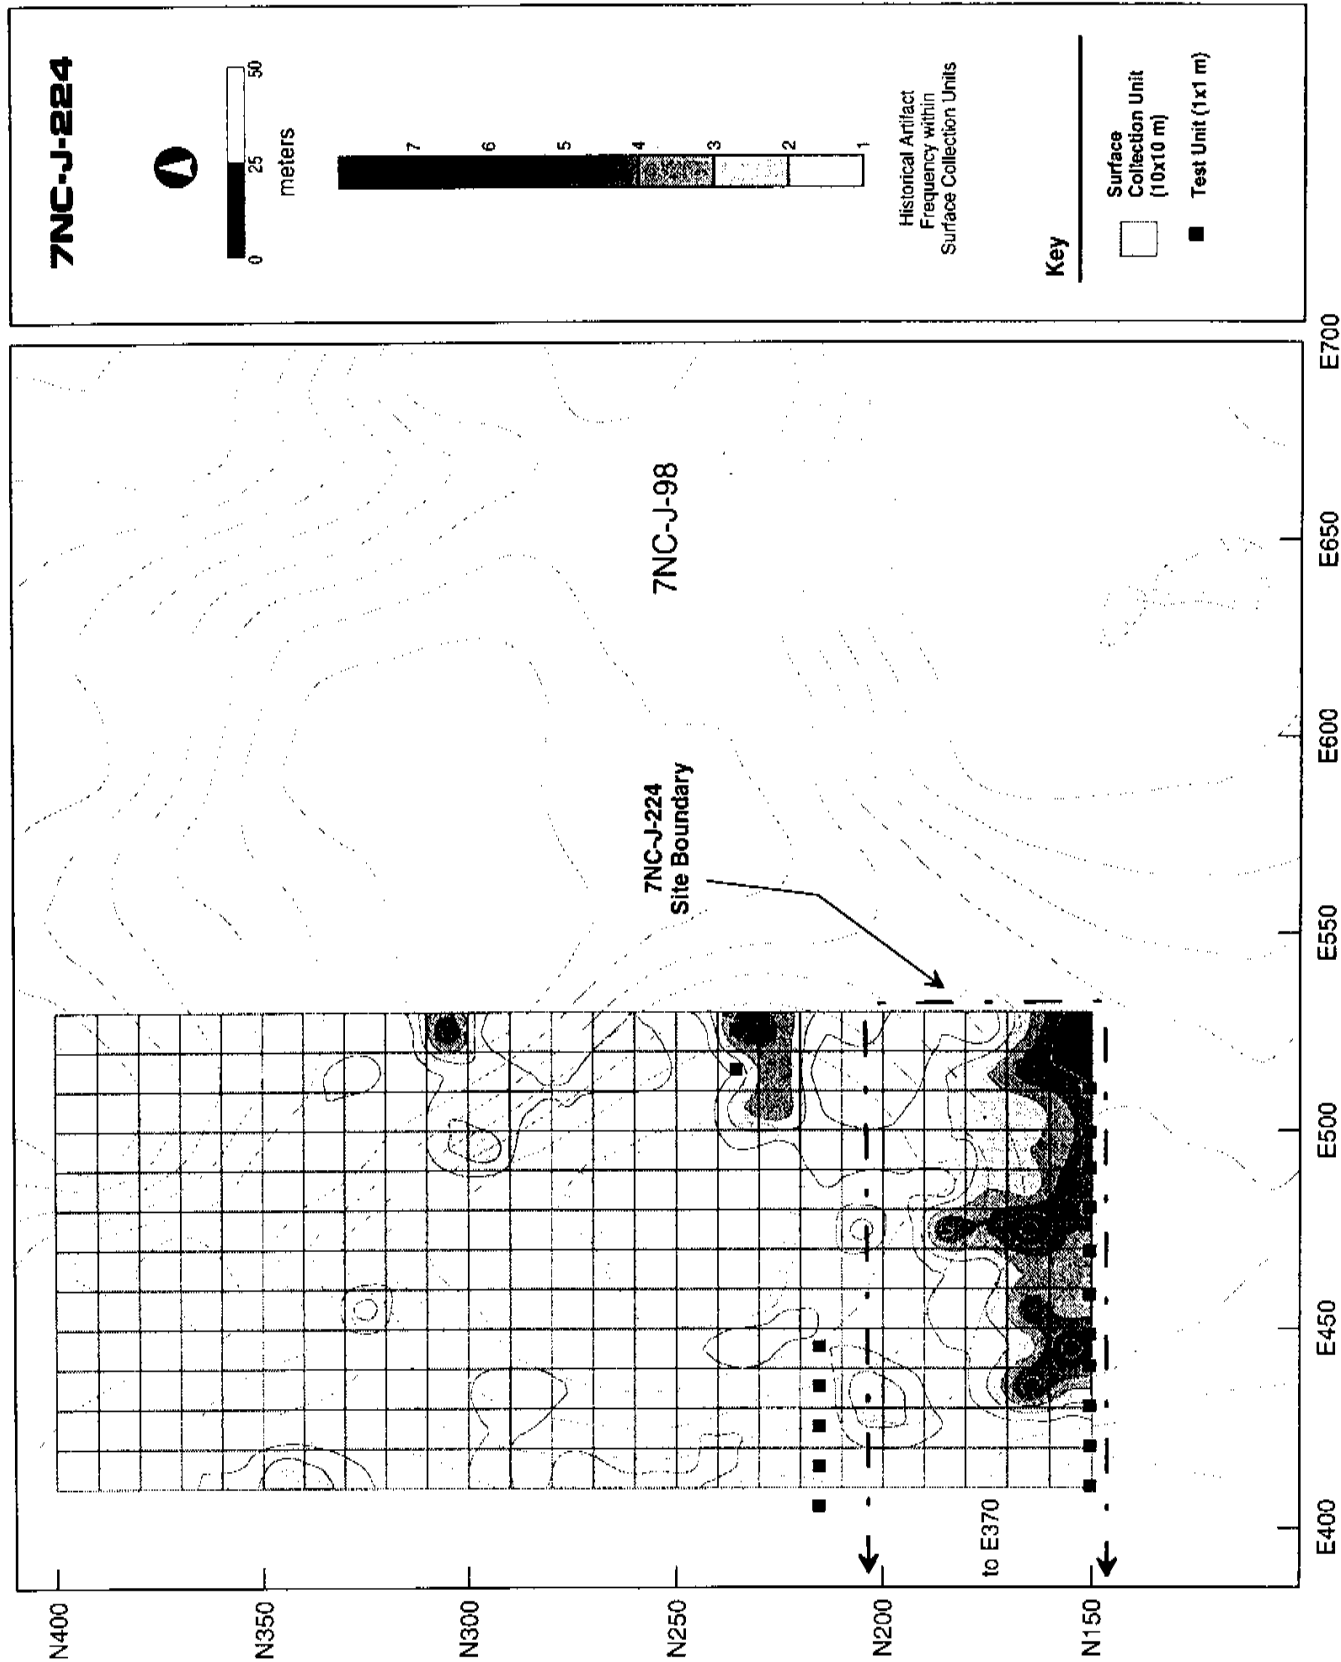 7NC-J-224
0
25
50
meters
7
6
5
4
3
2
1
Historical Artifact
Frequency within
Surface Collection Units
Key
Surface
Collection Unit
(10x10 m)
Test Unit (1x1 m)
7NC-J-98
7NC-J-224
Site Boundary
to E370
N400
N350
N300
N250
N200
N150
E400
E450
E500
E550
E600
E650
E700